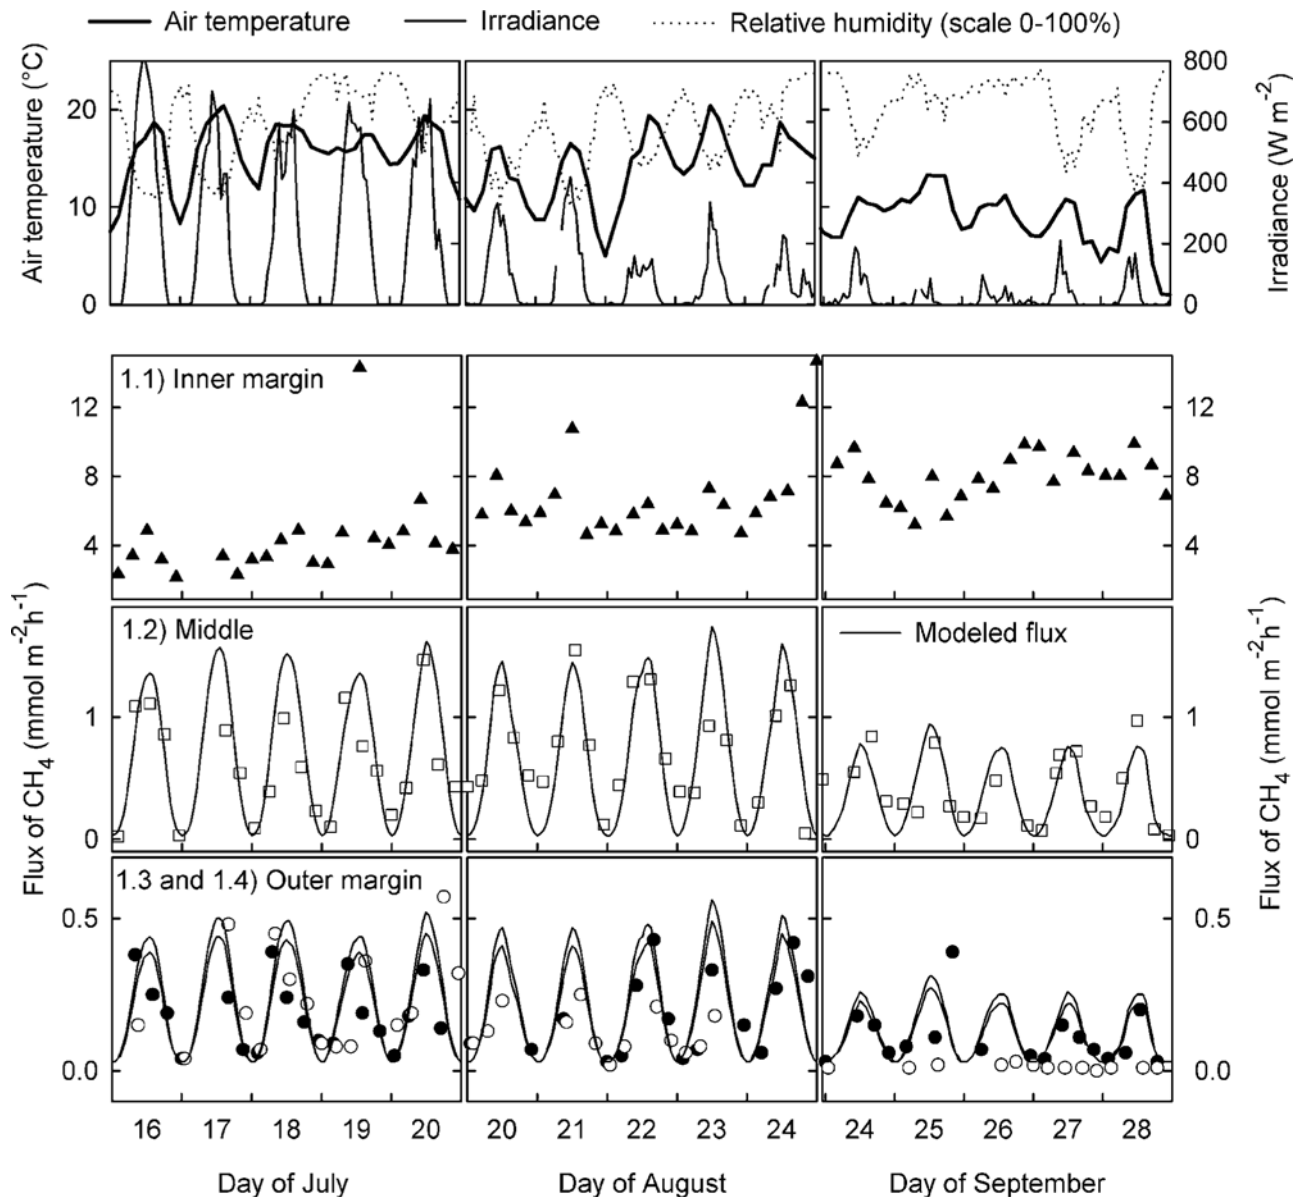 Air temperature Irradiance Relative humidity (scale 0-100%)
Air temperature (°C)
20
10
0
800
600
400
200
0
Irradiance (W m⁻²)
1.1) Inner margin
12
8
4
12
8
4
Flux of CH₄ (mmol m⁻²h⁻¹)
1.2) Middle
Modeled flux
1
0
1
0
Flux of CH₄ (mmol m⁻²h⁻¹)
1.3 and 1.4) Outer margin
0.5
0.0
0.5
0.0
16 17 18 19 20 20 21 22 23 24 24 25 26 27 28
Day of July Day of August Day of September